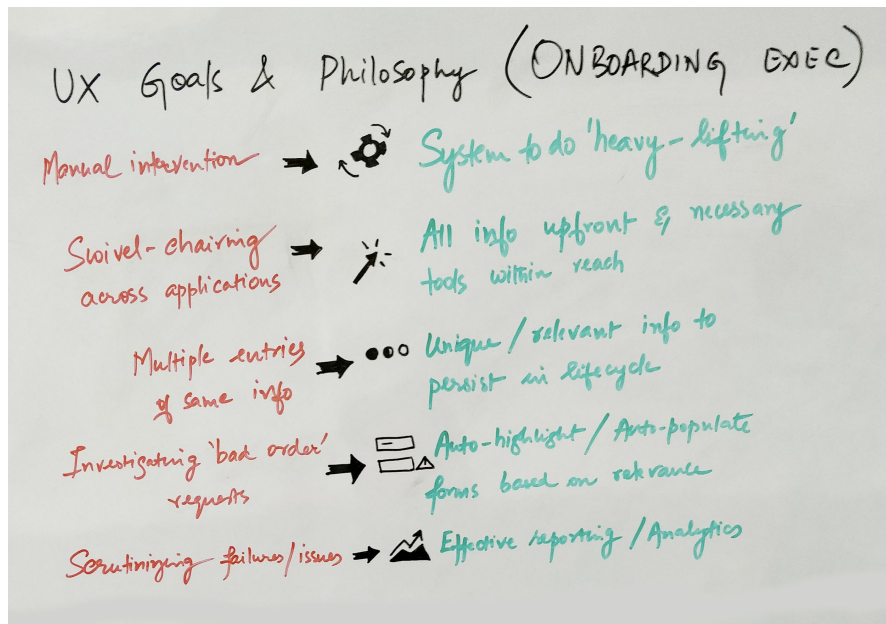 UX Goals & Philosophy (ONBOARDING EXEC)
Manual intervention
System to do 'heavy-lifting'
Swivel-chairing
across applications
All info upfront & necessary
tools within reach
Multiple entries
of same info
Unique / relevant info to
persist in lifecycle
Investigating 'bad order'
requests
Auto-highlight / Auto-populate
forms based on relevance
Scrutinizing failures/issues
Effective reporting / Analytics